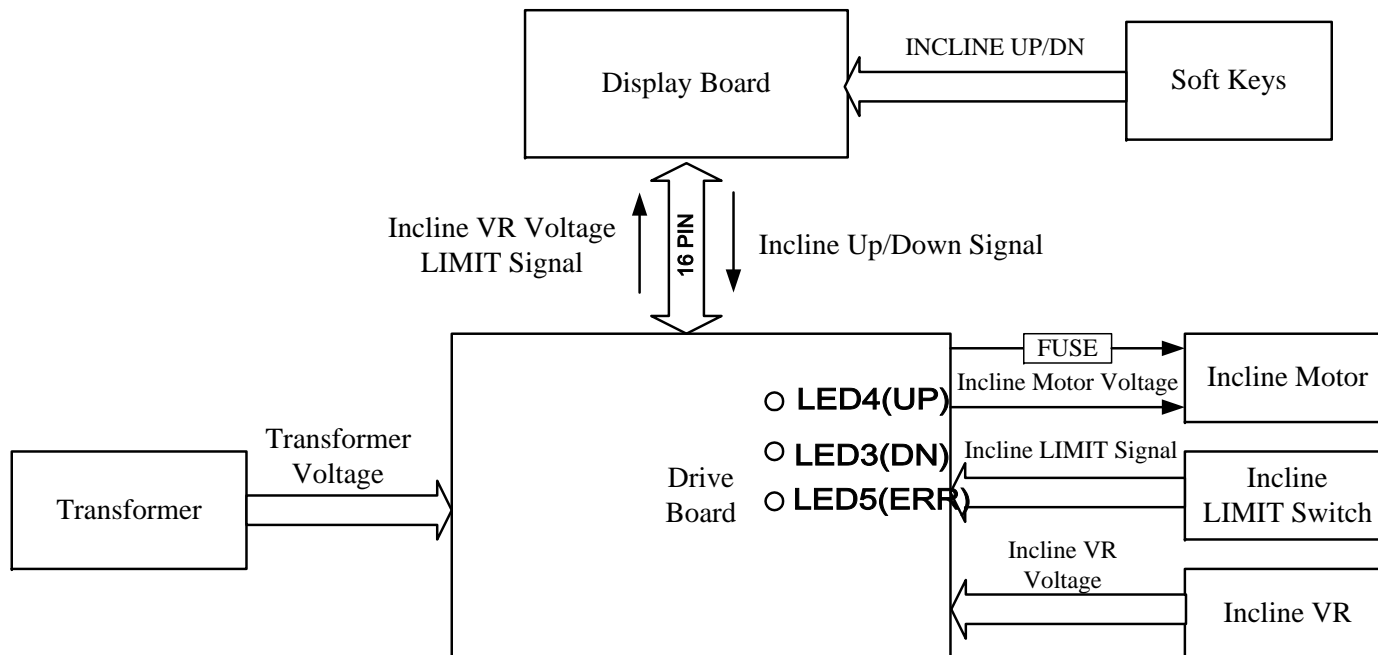 INCLINE UP/DN
Display Board
Soft Keys
Incline VR Voltage
LIMIT Signal
16 PIN
Incline Up/Down Signal
FUSE
Incline Motor Voltage
Incline Motor
LED4(UP)
Transformer
Voltage
Incline LIMIT Signal
LED3(DN)
Drive
Board
LED5(ERR)
Incline
LIMIT Switch
Transformer
Incline VR
Voltage
Incline VR